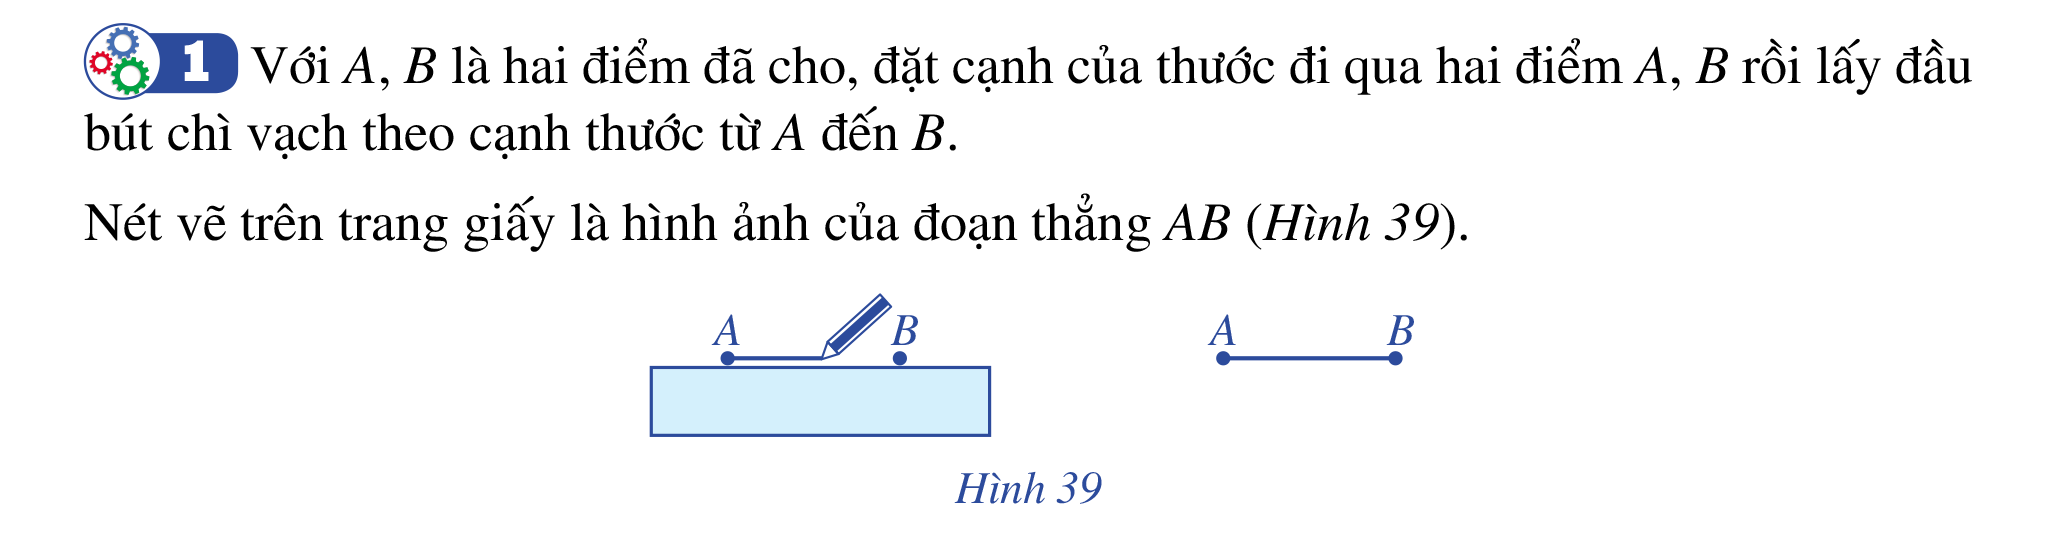 1 Với A, B là hai điểm đã cho, đặt cạnh của thước đi qua hai điểm A, B rồi lấy đầu
bút chì vạch theo cạnh thước từ A đến B.
Nét vẽ trên trang giấy là hình ảnh của đoạn thẳng AB (Hình 39).
A B A B
Hình 39